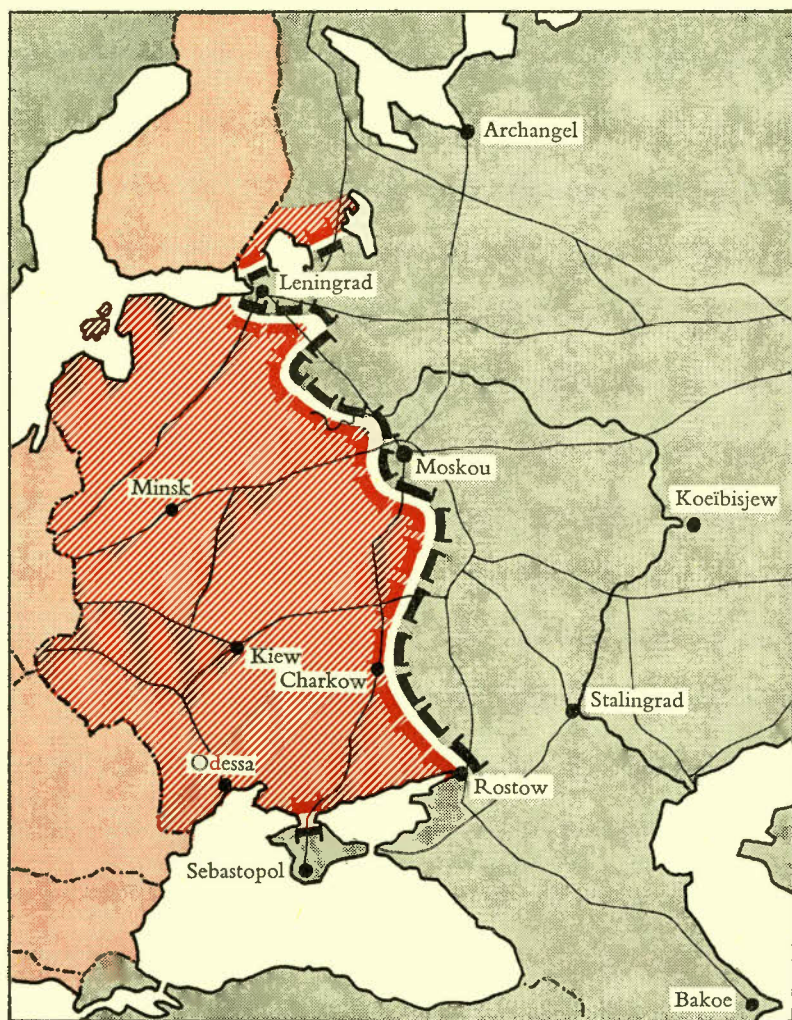 Archangel
Leningrad
Moskou
Minsk
Koeïbisjew
Kiew
Charkow
Stalingrad
Odessa
Rostow
Sebastopol
Bakoe